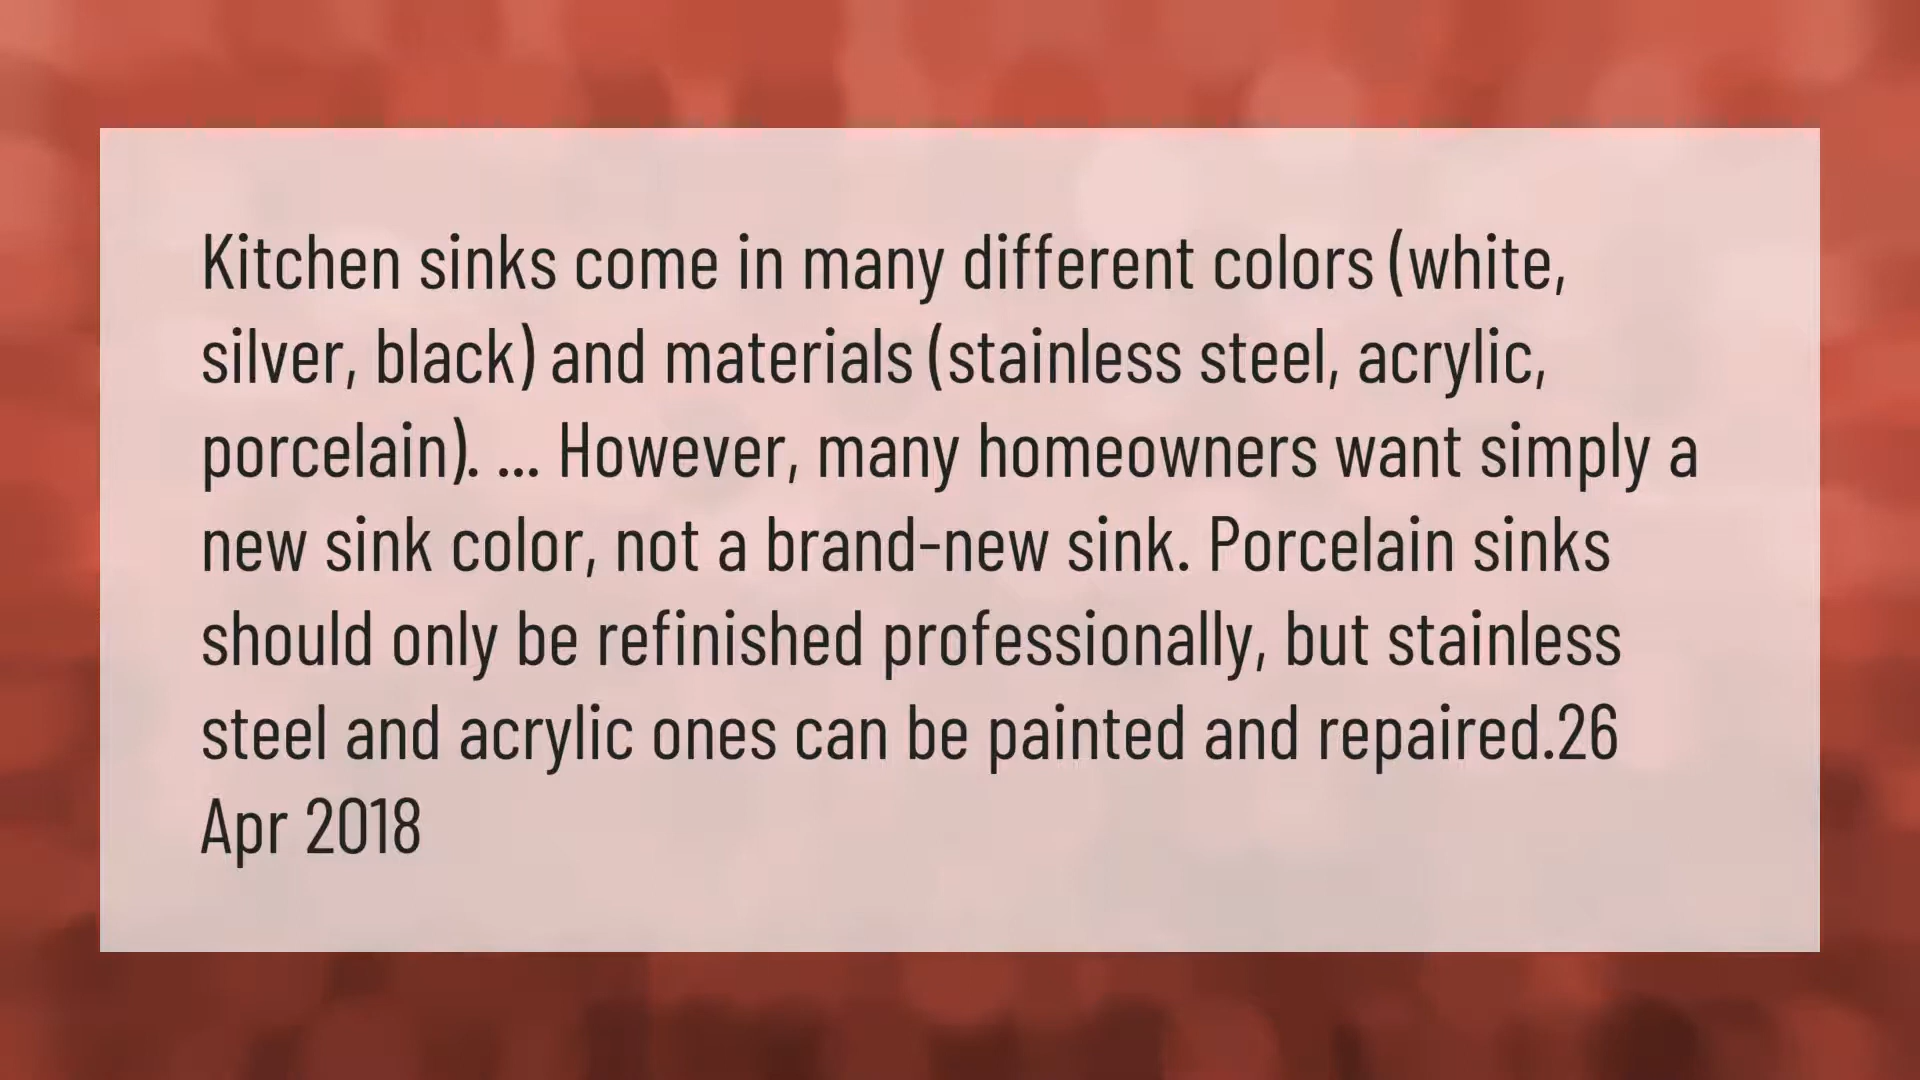 Kitchen sinks come in many different colors (white,
silver, black) and materials (stainless steel, acrylic,
porcelain). ... However, many homeowners want simply a
new sink color, not a brand-new sink. Porcelain sinks
should only be refinished professionally, but stainless
steel and acrylic ones can be painted and repaired.26
Apr 2018